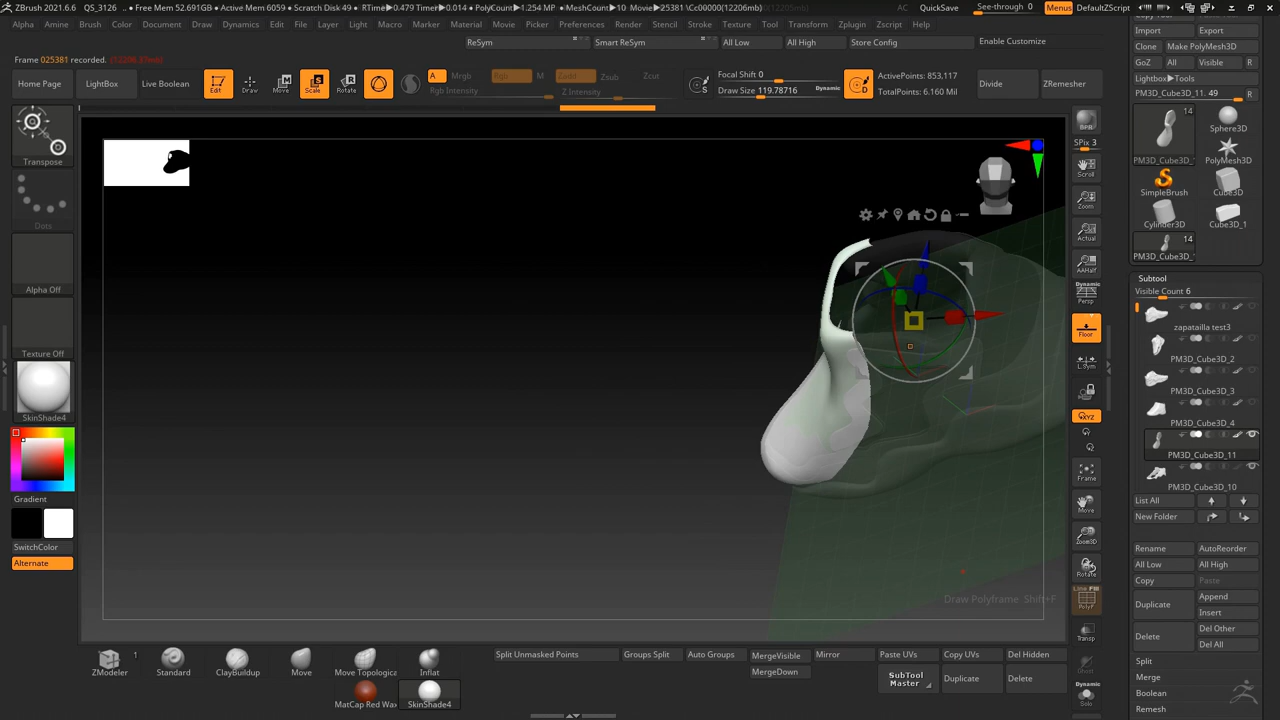 ZBrush 2021.6.6
QS_3126
• Free Mem 52.691GB • Active Mem 6059 • Scratch Disk 49 • RTime▶0.479 Timer▶0.014 • PolyCount▶1.254 MP • MeshCount▶10 Movie▶25381
AC
QuickSave
See-through 0
Menus
DefaultZScript
Alpha
Brush
Color
Document
Draw
Dynamics
Edit
File
Layer
Light
Macro
Marker
Material
Movie
Picker
Preferences
Render
Stencil
Stroke
Texture
Tool
Transform
Zplugin
Zscript
Help
ReSym
Smart ReSym
All Low
All High
Store Config
Enable Customize
Frame 025381 recorded.
Home Page
LightBox
Live Boolean
Edit
Draw
Move
Scale
Rotate
A
Mrgb
Rgb
M
Zadd
Zsub
Zcut
Rgb Intensity
Z Intensity
Focal Shift 0
Draw Size 119.78716
Dynamic
ActivePoints: 853,117
TotalPoints: 6.160 Mil
Divide
ZRemesher
Transpose
Dots
Alpha Off
Texture Off
SkinShade4
Gradient
SwitchColor
Alternate
Draw Polyframe Shift+F
BPR
SPix 3
Scroll
Zoom
Actual
AAHalf
Dynamic
Persp
Floor
L.Sym
XYZ
Frame
Move
Zoom3D
Rotate
Line Fill
PolyF
Transp
Ghost
Dynamic
Solo
Import
Export
Clone
Make PolyMesh3D
GoZ
All
Visible
R
Lightbox▶Tools
PM3D_Cube3D_11. 49
R
14
PM3D_Cube3D_
Sphere3D
PolyMesh3D
SimpleBrush
Cube3D
Cylinder3D
Cube3D_1
14
PM3D_Cube3D_
Subtool
Visible Count 6
zapatailla test3
PM3D_Cube3D_2
PM3D_Cube3D_3
PM3D_Cube3D_4
PM3D_Cube3D_11
PM3D_Cube3D_10
List All
New Folder
Rename
AutoReorder
All Low
All High
Copy
Paste
Duplicate
Append
Insert
Delete
Del Other
Del All
Split
Merge
Boolean
Remesh
1
ZModeler
Standard
ClayBuildup
Move
Move Topologica
Inflat
MatCap Red Wax
SkinShade4
Split Unmasked Points
Groups Split
Auto Groups
MergeVisible
MergeDown
Mirror
Paste UVs
Copy UVs
Del Hidden
SubTool
Master
Duplicate
Delete